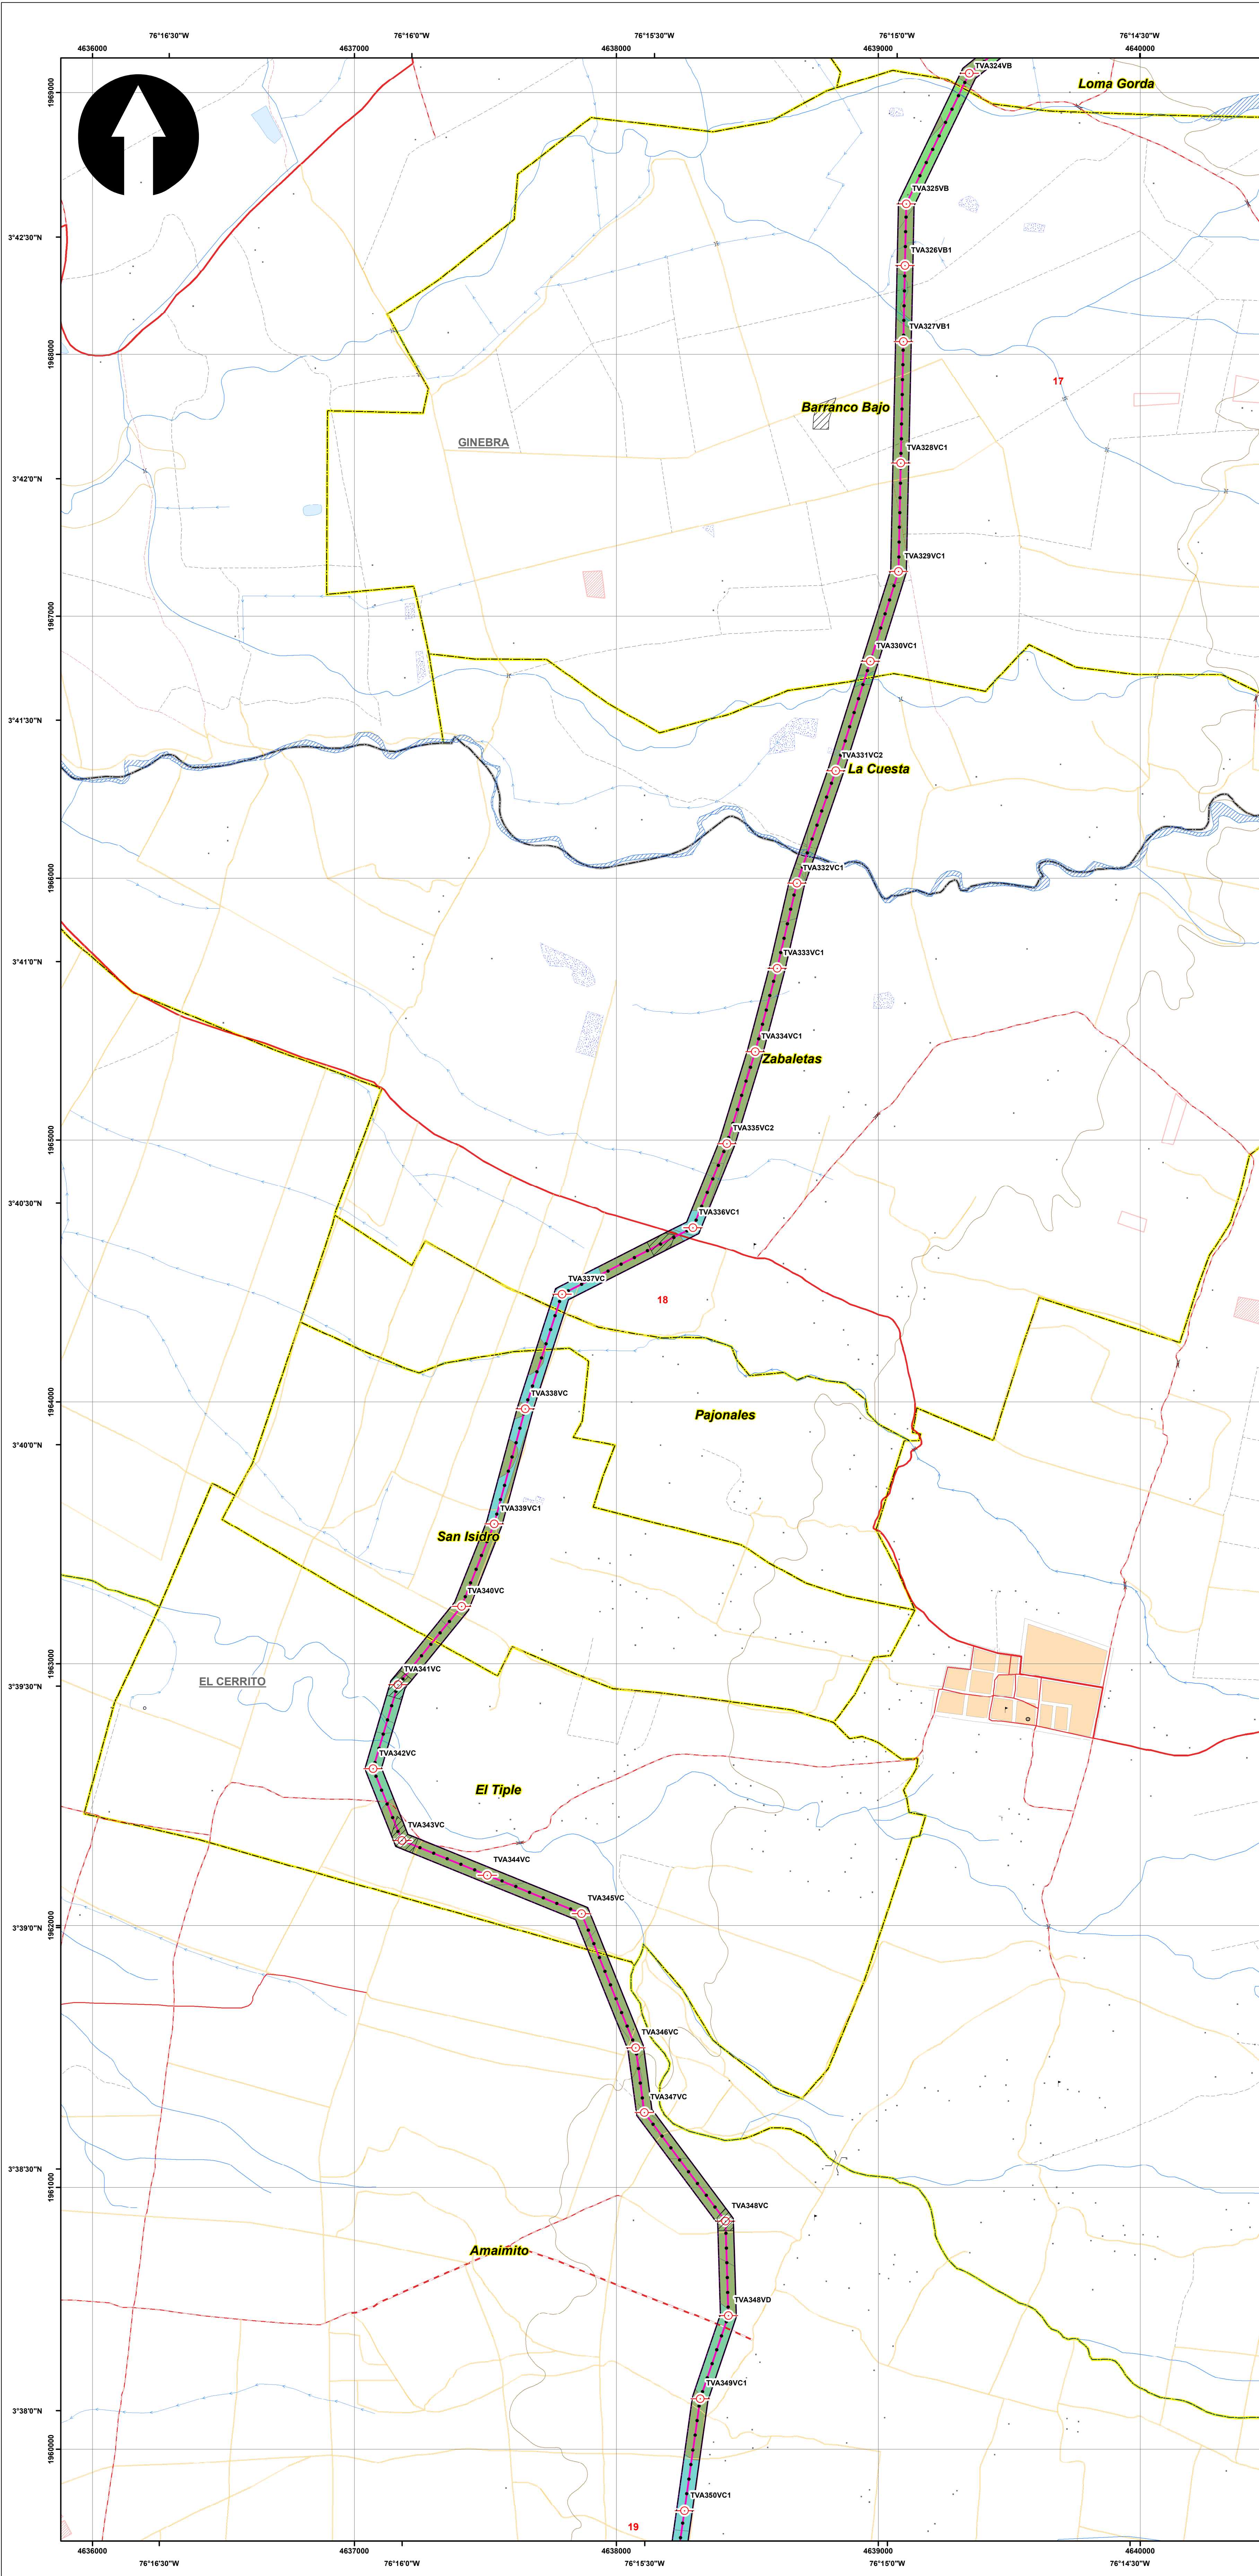 76°16'30"W 76°16'0"W 76°15'30"W 76°15'0"W 76°14'30"W
4636000 4637000 4638000 4639000 4640000
TVA324VB
Loma Gorda
1969000
TVA325VB
3°42'30"N
TVA326VB1
TVA327VB1
1968000
17
Barranco Bajo
GINEBRA
TVA328VC1
3°42'0"N
TVA329VC1
1967000
TVA330VC1
3°41'30"N
TVA331VC2
La Cuesta
TVA332VC1
1966000
TVA333VC1
3°41'0"N
TVA334VC1
Zabaletas
TVA335VC2
1965000
3°40'30"N
TVA336VC1
TVA337VC
18
TVA338VC
1964000
Pajonales
3°40'0"N
TVA339VC1
San Isidro
TVA340VC
1963000
TVA341VC
EL CERRITO
3°39'30"N
TVA342VC
El Tiple
TVA343VC
TVA344VC
TVA345VC
3°39'0"N
1962000
TVA346VC
TVA347VC
3°38'30"N
1961000
TVA348VC
Amaimito
TVA348VD
TVA349VC1
3°38'0"N
1960000
TVA350VC1
19
4636000 4637000 4638000 4639000 4640000
76°16'30"W 76°16'0"W 76°15'30"W 76°15'0"W 76°14'30"W